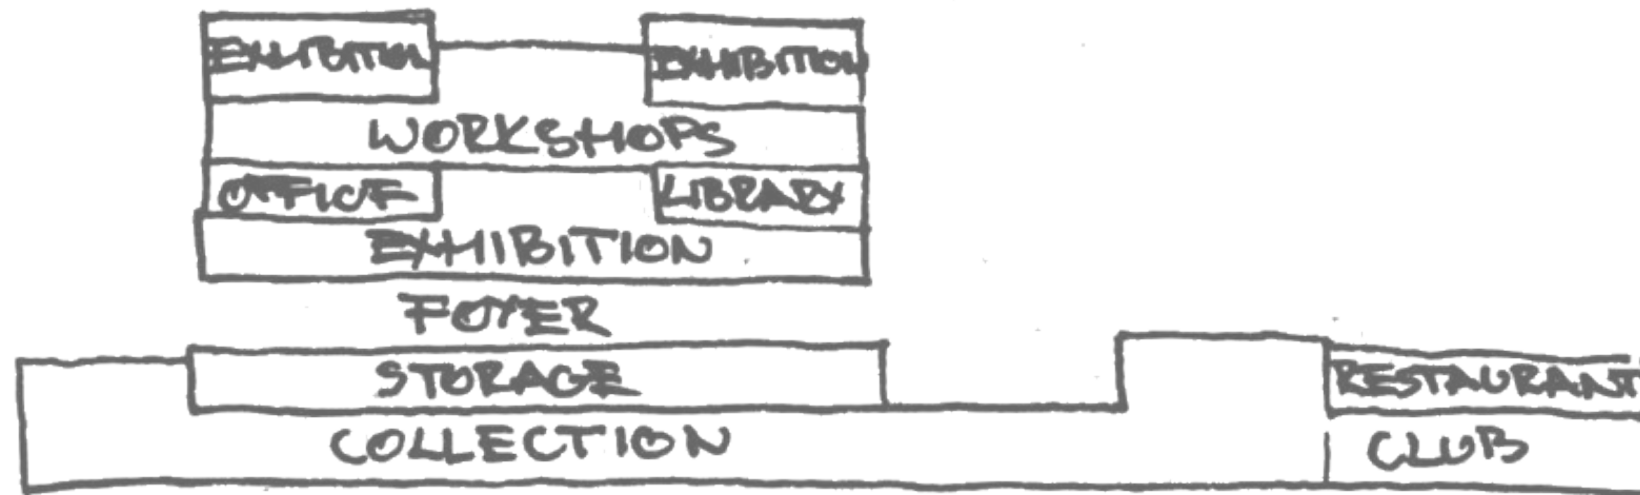 EXHIBITION EXHIBITION
WORKSHOPS
OFFICE LIBRARY
EXHIBITION
FOYER
STORAGE RESTAURANT
COLLECTION CLUB